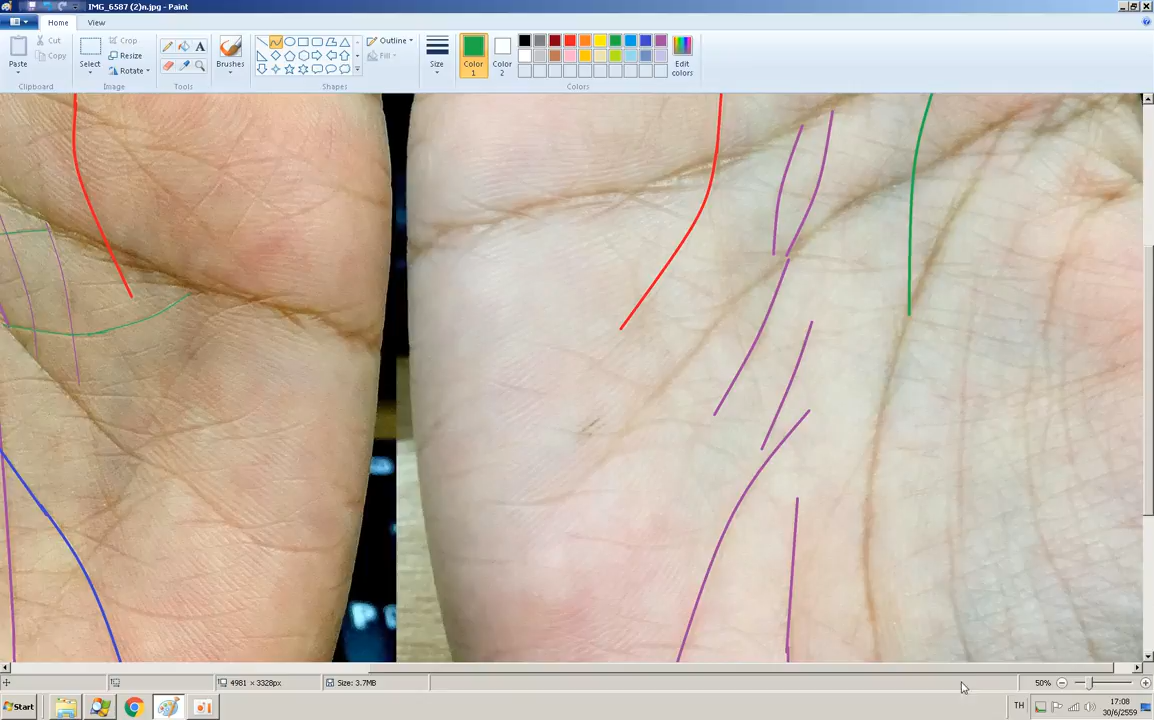 IMG_6587 (2)n.jpg - Paint
Home
View
Paste
Cut
Copy
Clipboard
Select
Crop
Resize
Rotate
Image
A
Tools
Brushes
Outline
Fill
Shapes
Size
Color
1
Color
2
Edit
colors
Colors
4981 × 3328px
Size: 3.7MB
50%
Start
TH
17:08
30/6/2559